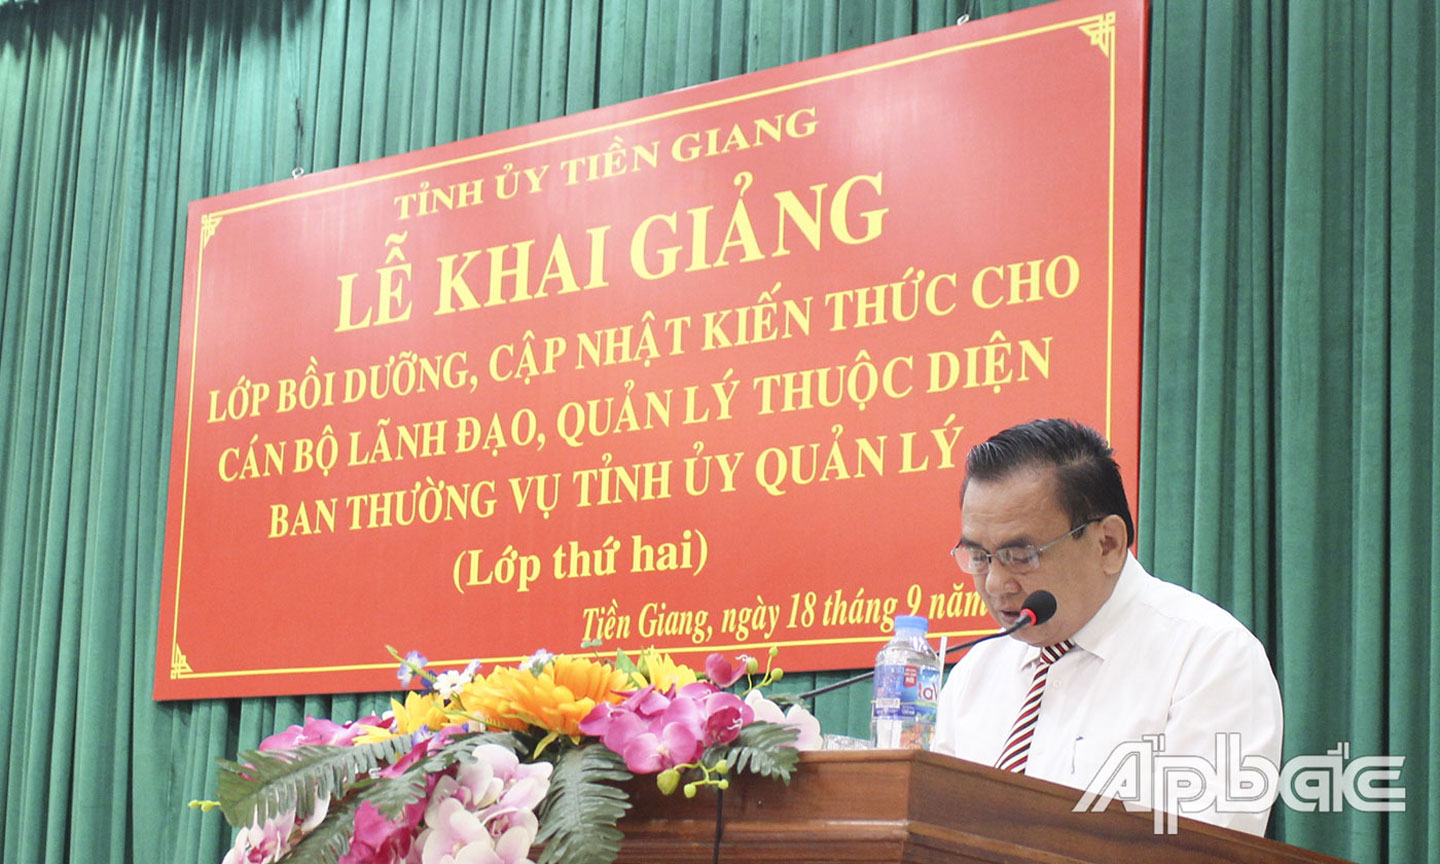 TỈNH ỦY TIỀN GIANG
LỄ KHAI GIẢNG
LỚP BỒI DƯỠNG, CẬP NHẬT KIẾN THỨC CHO
CÁN BỘ LÃNH ĐẠO, QUẢN LÝ THUỘC DIỆN
BAN THƯỜNG VỤ TỈNH ỦY QUẢN LÝ
(Lớp thứ hai)
Tiền Giang, ngày 18 tháng 9 năm
ấpbắc